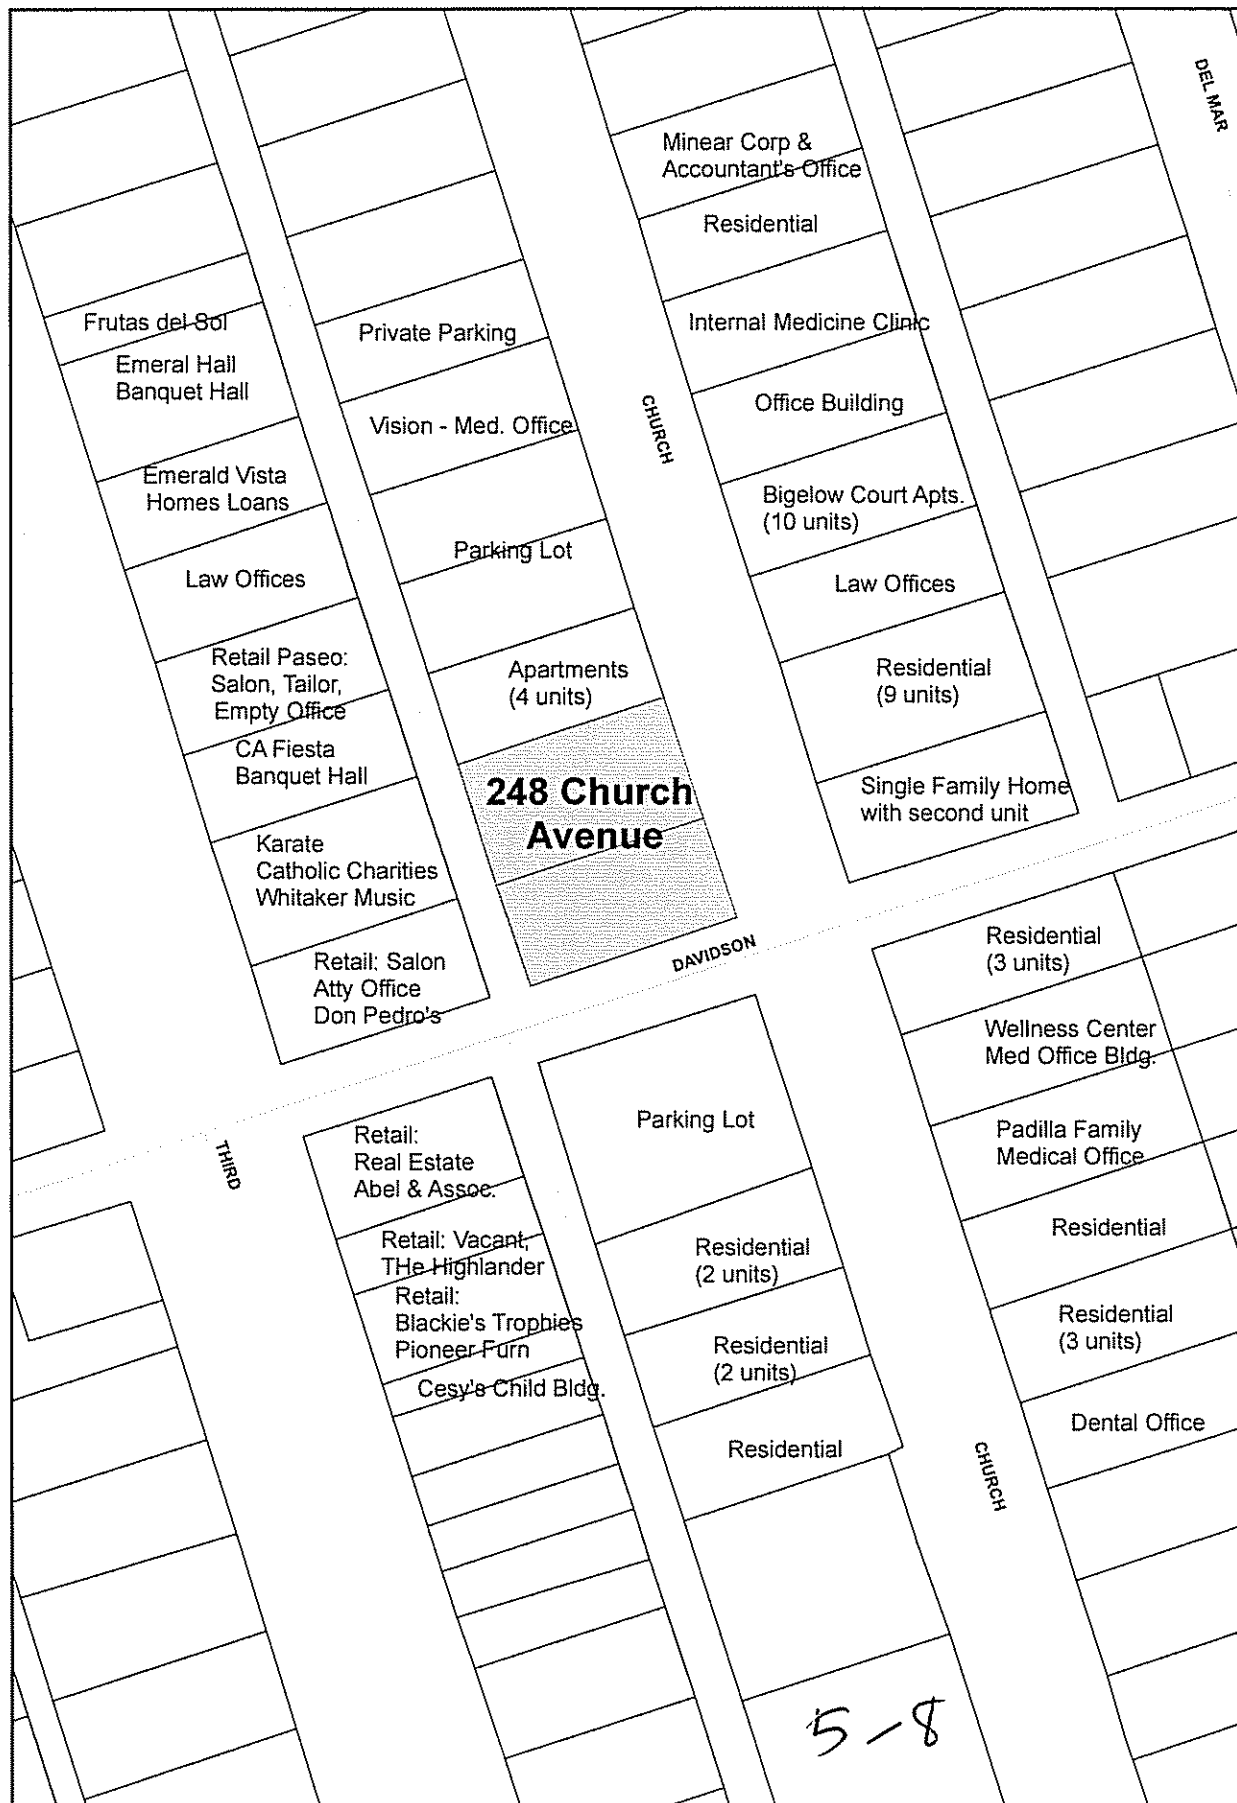 DEL MAR
Minear Corp &
Accountant's Office
Residential
Frutas del Sol
Private Parking
Internal Medicine Clinic
Emeral Hall
Banquet Hall
Vision - Med. Office
CHURCH
Office Building
Emerald Vista
Homes Loans
Bigelow Court Apts.
(10 units)
Parking Lot
Law Offices
Law Offices
Retail Paseo:
Salon, Tailor,
Empty Office
Apartments
(4 units)
Residential
(9 units)
CA Fiesta
Banquet Hall
248 Church
Avenue
Single Family Home
with second unit
Karate
Catholic Charities
Whitaker Music
Retail: Salon
Atty Office
Don Pedro's
DAVIDSON
Residential
(3 units)
Wellness Center
Med Office Bldg.
THIRD
Retail:
Real Estate
Abel & Assoc.
Parking Lot
Padilla Family
Medical Office
Retail: Vacant,
THe Highlander
Residential
(2 units)
Residential
Retail:
Blackie's Trophies
Pioneer Furn
Residential
(2 units)
Residential
(3 units)
Cesy's Child Bldg.
Residential
Dental Office
CHURCH
5-8